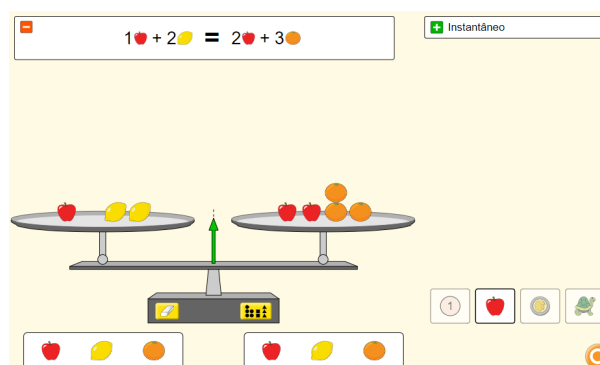 1🍎 + 2🍋 = 2🍎 + 3🍊
Instantâneo
1